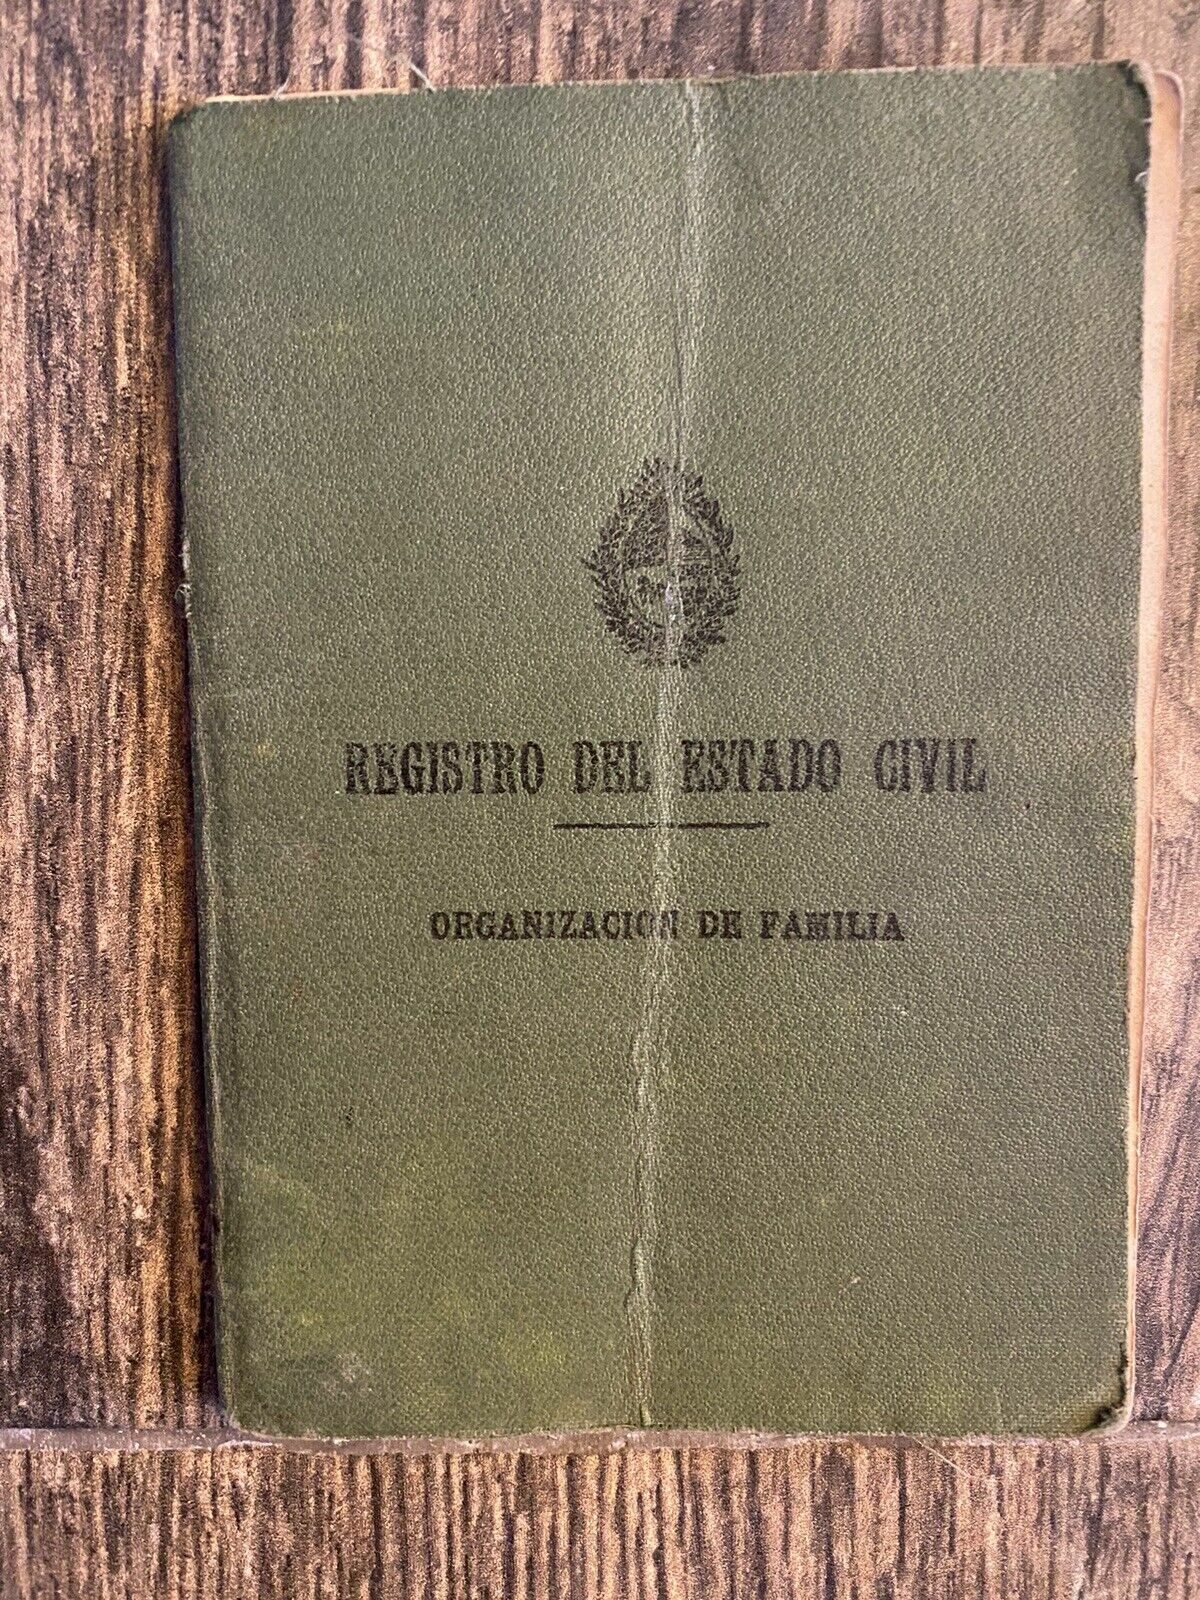 REGISTRO DEL ESTADO CIVIL
ORGANIZACION DE FAMILIA